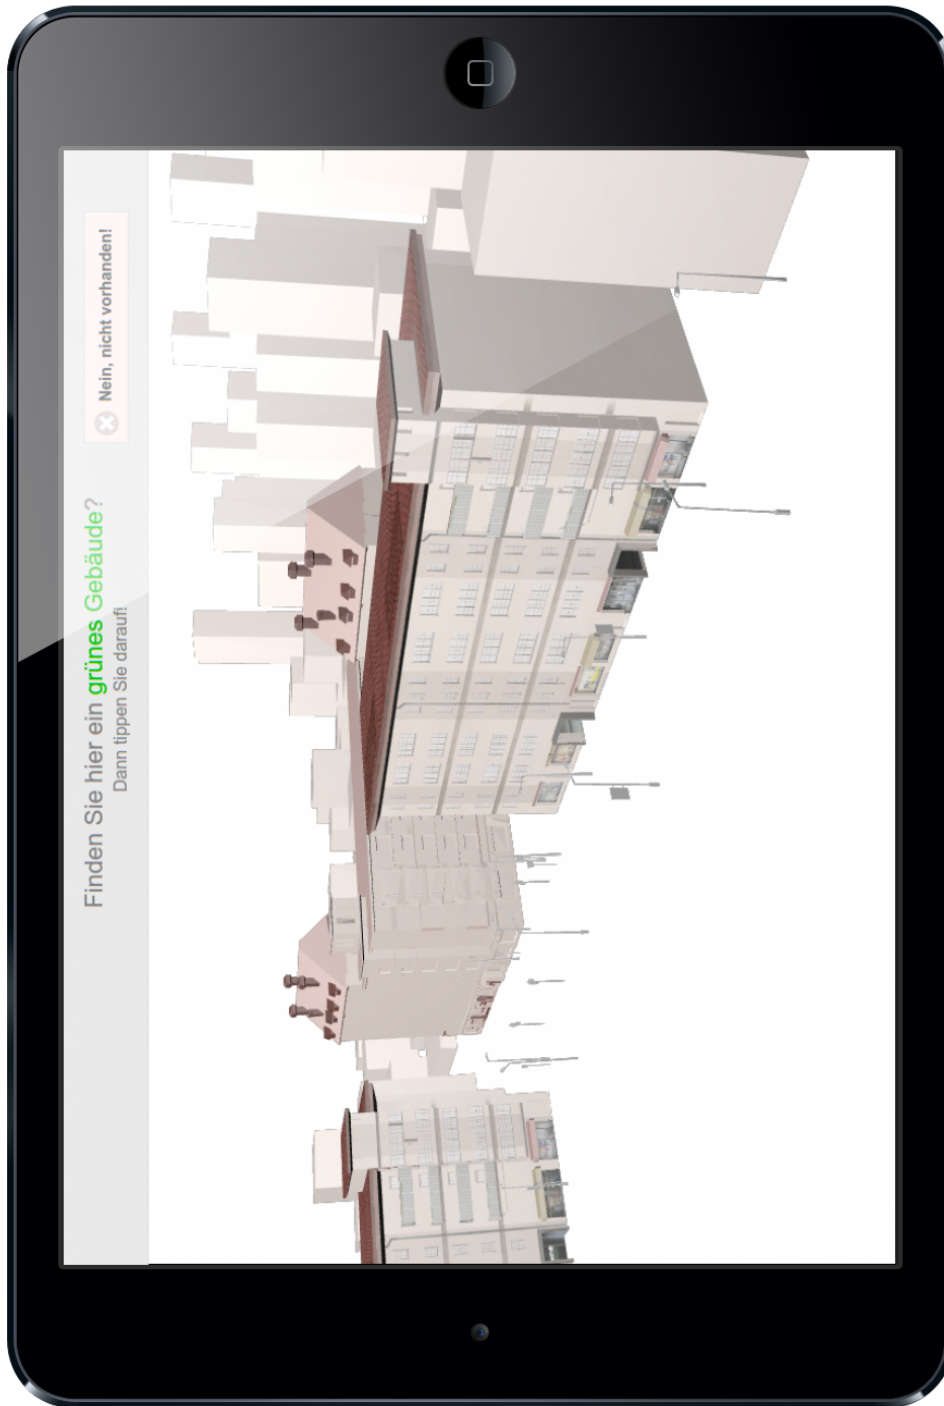 Finden Sie hier ein grünes Gebäude?
Dann tippen Sie darauf!
Nein, nicht vorhanden!